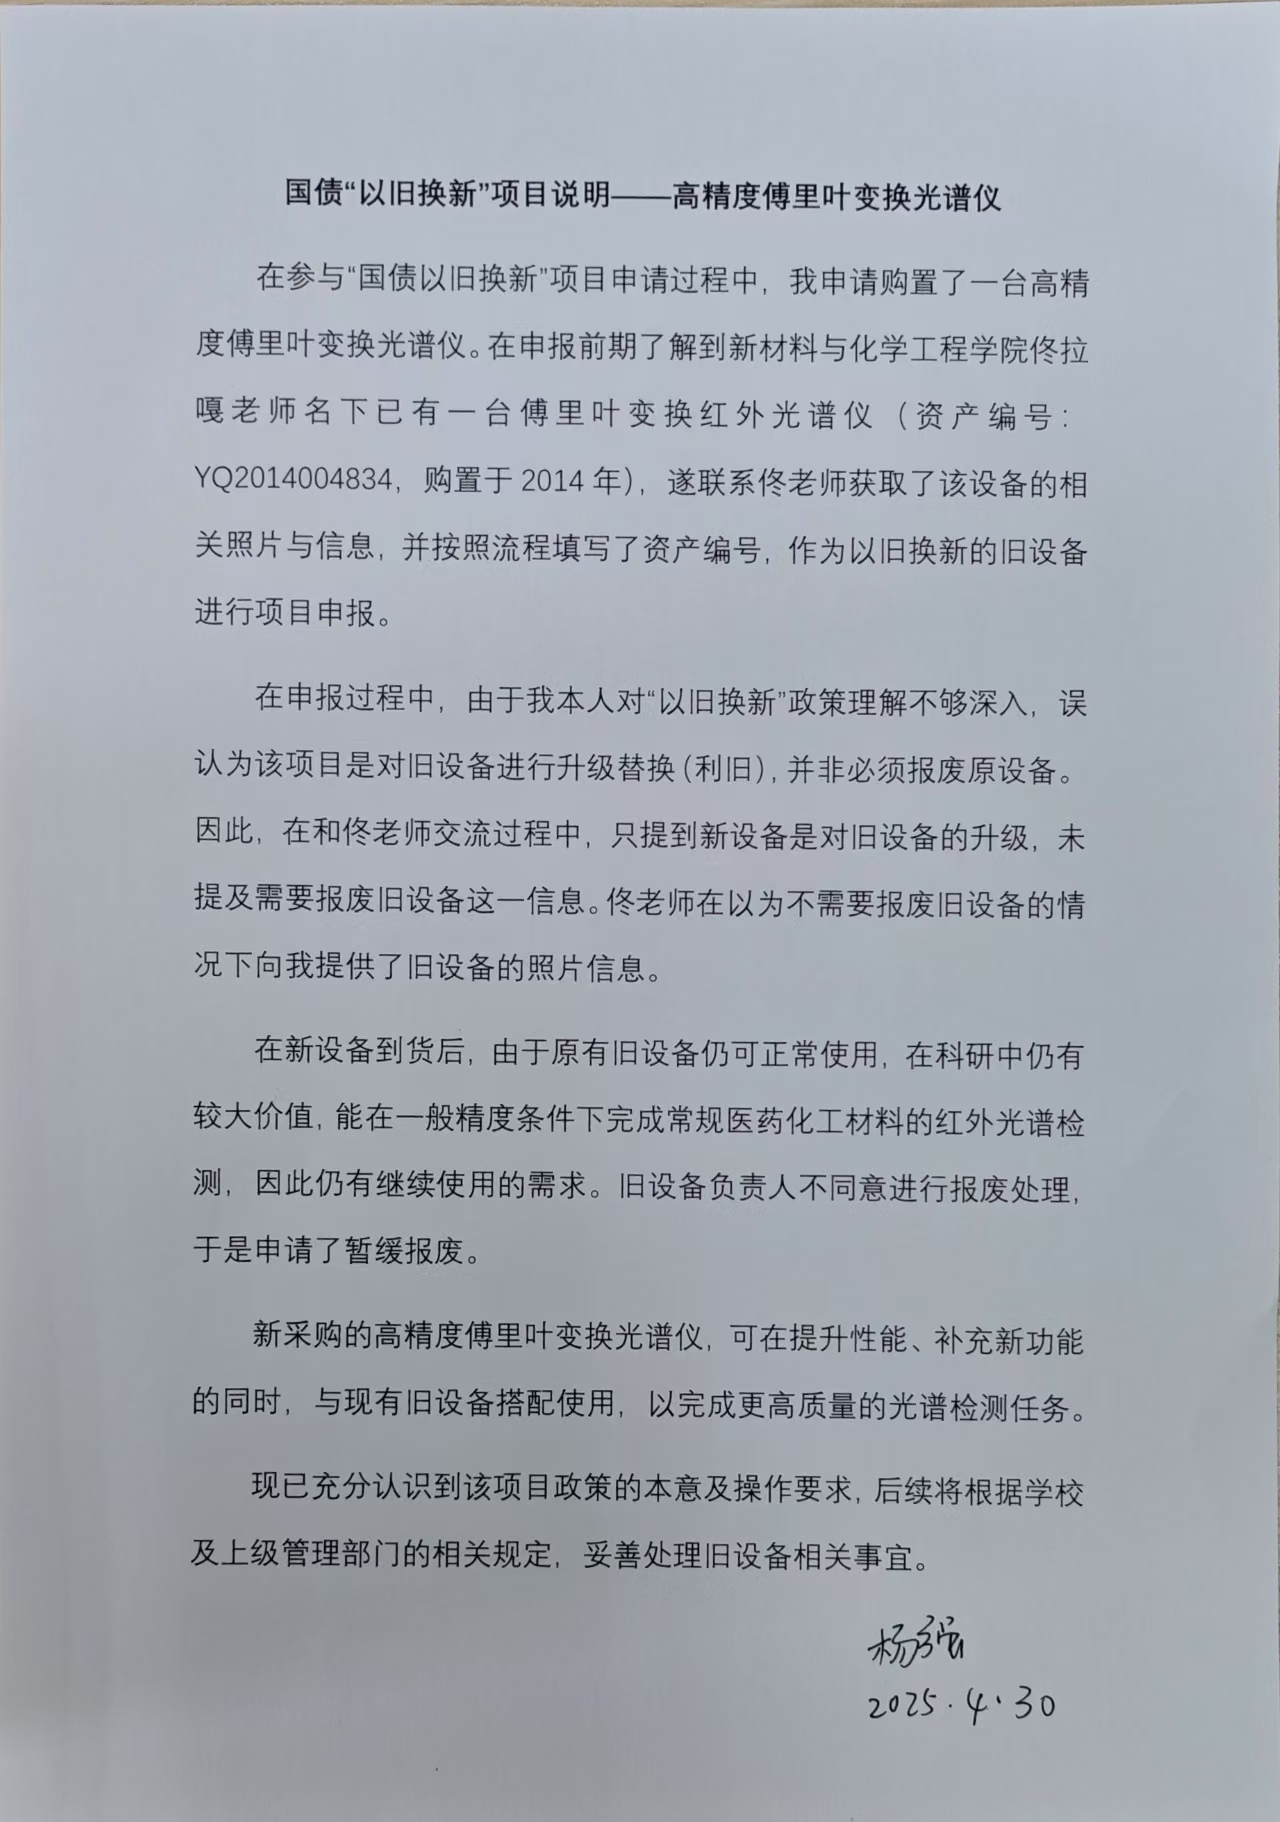 国债“以旧换新”项目说明——高精度傅里叶变换光谱仪
在参与“国债以旧换新”项目申请过程中，我申请购置了一台高精
度傅里叶变换光谱仪。在申报前期了解到新材料与化学工程学院佟拉
嘎老师名下已有一台傅里叶变换红外光谱仪（资产编号：
YQ2014004834，购置于 2014 年），遂联系佟老师获取了该设备的相
关照片与信息，并按照流程填写了资产编号，作为以旧换新的旧设备
进行项目申报。
在申报过程中，由于我本人对“以旧换新”政策理解不够深入，误
认为该项目是对旧设备进行升级替换（利旧），并非必须报废原设备。
因此，在和佟老师交流过程中，只提到新设备是对旧设备的升级，未
提及需要报废旧设备这一信息。佟老师在以为不需要报废旧设备的情
况下向我提供了旧设备的照片信息。
在新设备到货后，由于原有旧设备仍可正常使用，在科研中仍有
较大价值，能在一般精度条件下完成常规医药化工材料的红外光谱检
测，因此仍有继续使用的需求。旧设备负责人不同意进行报废处理，
于是申请了暂缓报废。
新采购的高精度傅里叶变换光谱仪，可在提升性能、补充新功能
的同时，与现有旧设备搭配使用，以完成更高质量的光谱检测任务。
现已充分认识到该项目政策的本意及操作要求，后续将根据学校
及上级管理部门的相关规定，妥善处理旧设备相关事宜。
杨强
2025.4.30